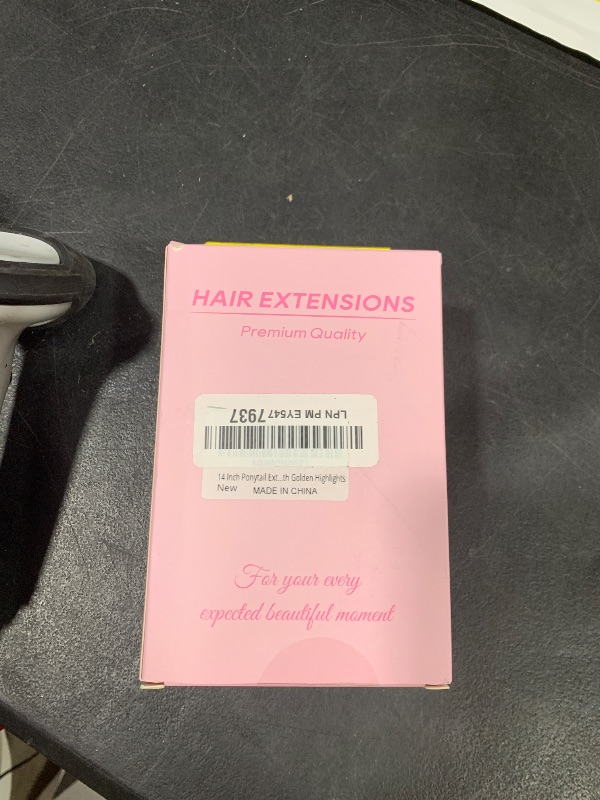 HAIR EXTENSIONS
Premium Quality
LPN PM EY547 7937
14 Inch Ponytail Ext...th Golden Highlights
New MADE IN CHINA
For your every
expected beautiful moment